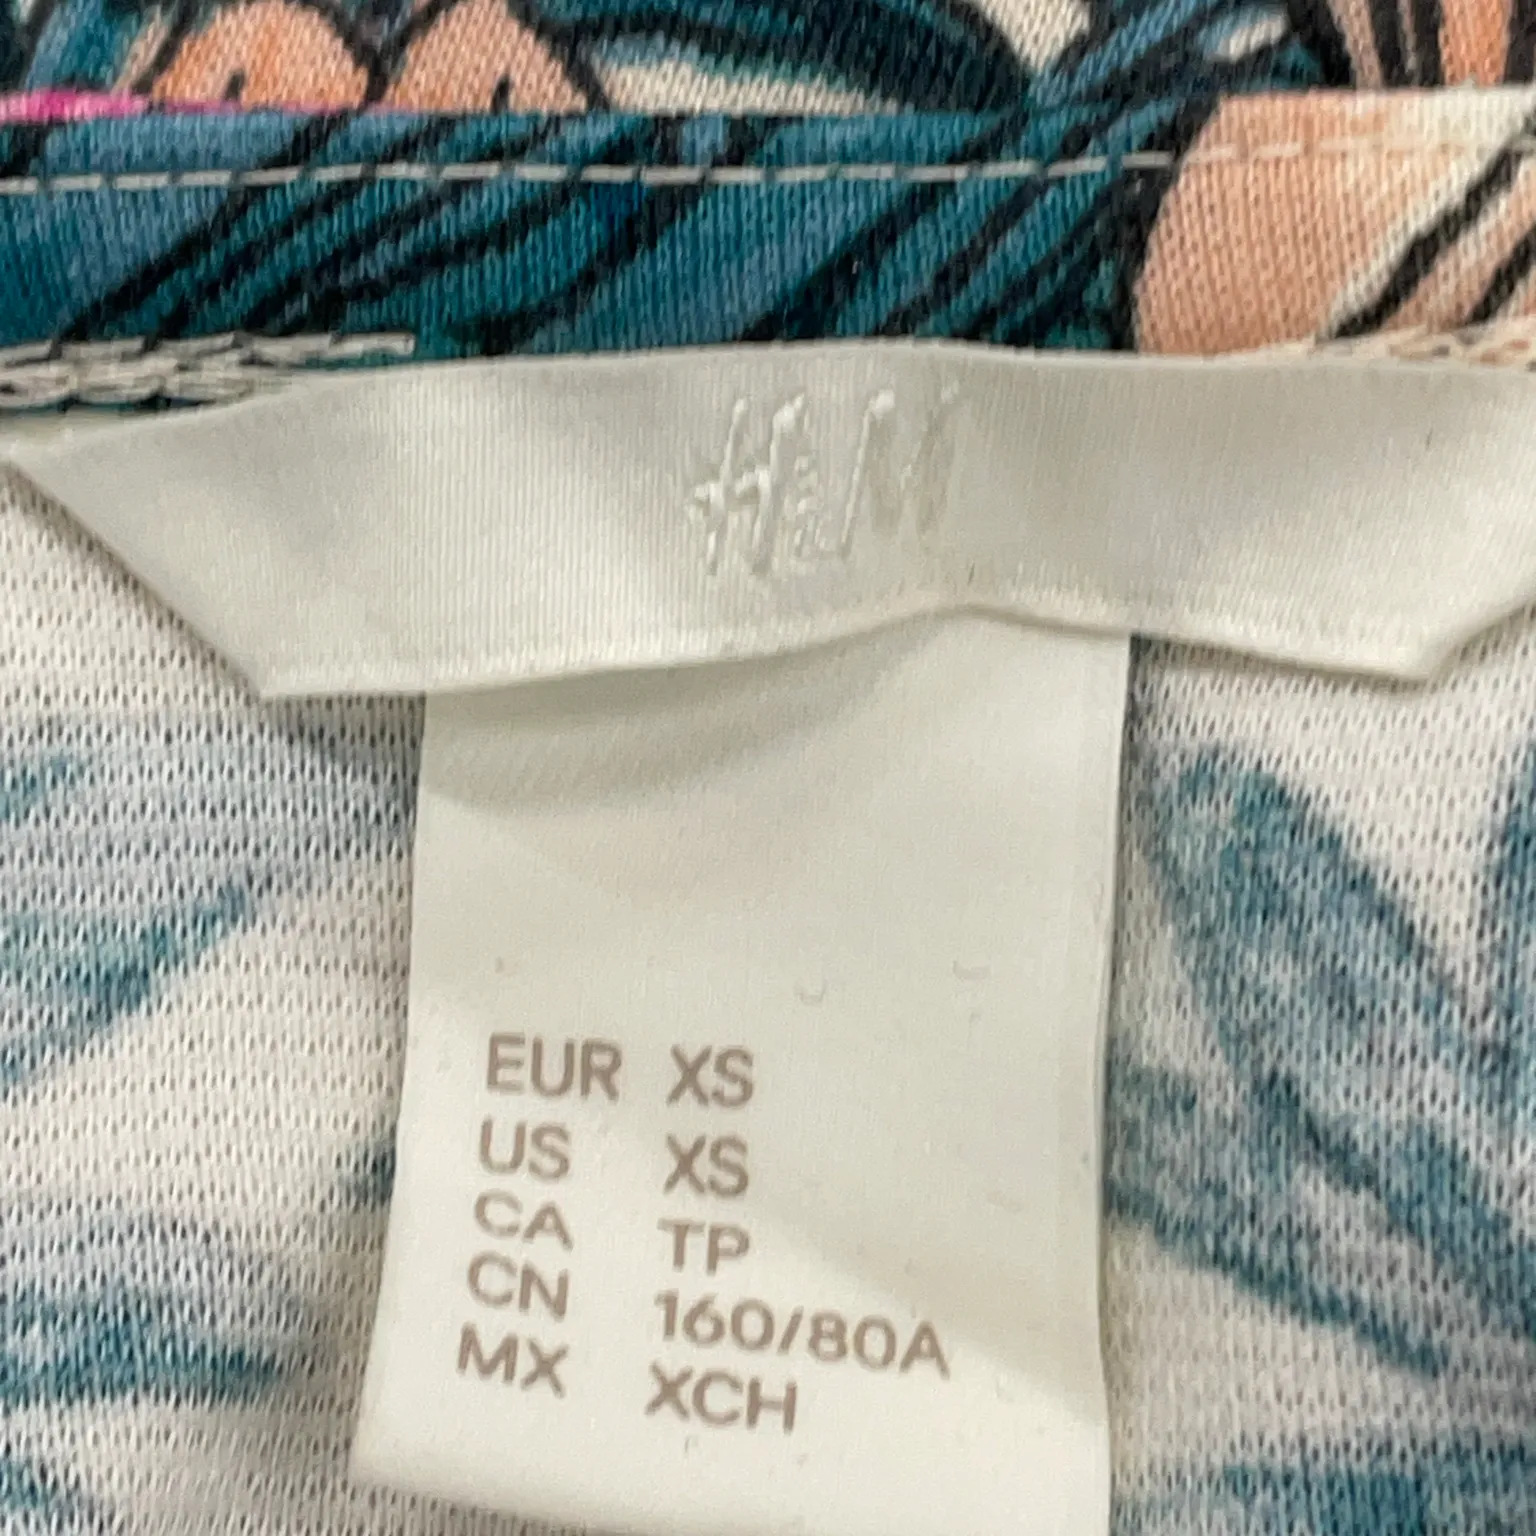 H&M
EUR XS
US XS
CA TP
CN 160/80A
MX XCH